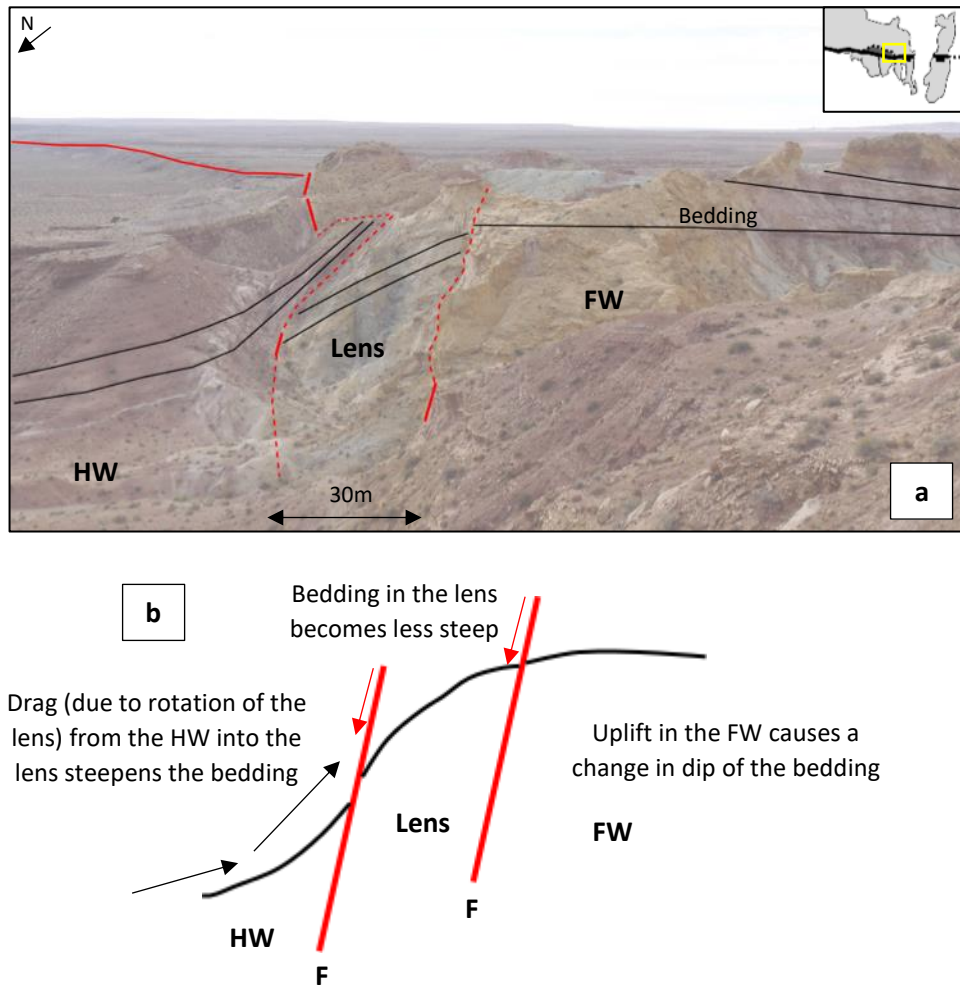 N
Bedding
FW
Lens
HW
30m
a
b
Bedding in the lens
becomes less steep
Drag (due to rotation of the
lens) from the HW into the
lens steepens the bedding
Uplift in the FW causes a
change in dip of the bedding
Lens
FW
HW
F
F